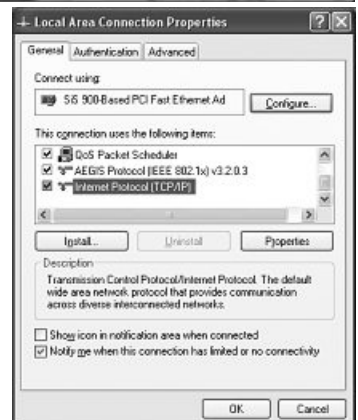 Local Area Connection Properties
General Authentication Advanced
Connect using:
SiS 900-Based PCI Fast Ethernet Ad Configure...
This connection uses the following items:
QoS Packet Scheduler
AEGIS Protocol (IEEE 802.1x) v3.2.0.3
Internet Protocol (TCP/IP)
Install... Uninstall Properties
Description
Transmission Control Protocol/Internet Protocol. The default
wide area network protocol that provides communication
across diverse interconnected networks.
Show icon in notification area when connected
Notify me when this connection has limited or no connectivity
OK Cancel